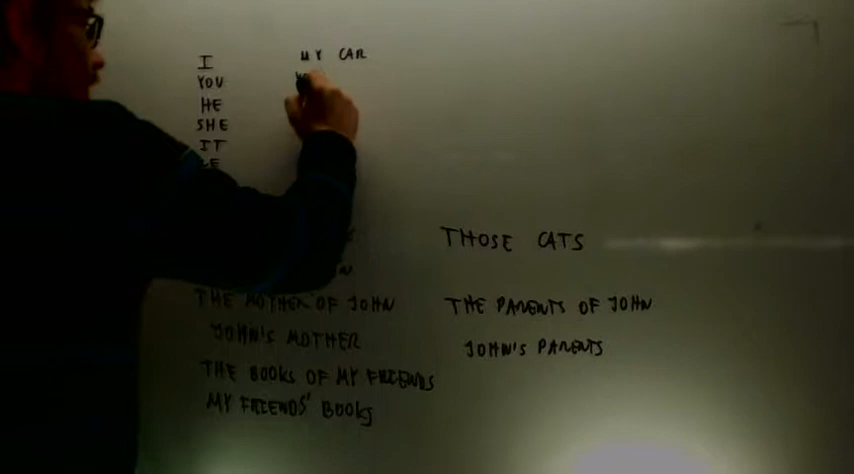 I MY CAR
YOU
HE
SHE
IT
THOSE CATS
THE MOTHER OF JOHN THE PARENTS OF JOHN
JOHN'S MOTHER JOHN'S PARENTS
THE BOOKS OF MY FRIENDS
MY FRIENDS' BOOKS